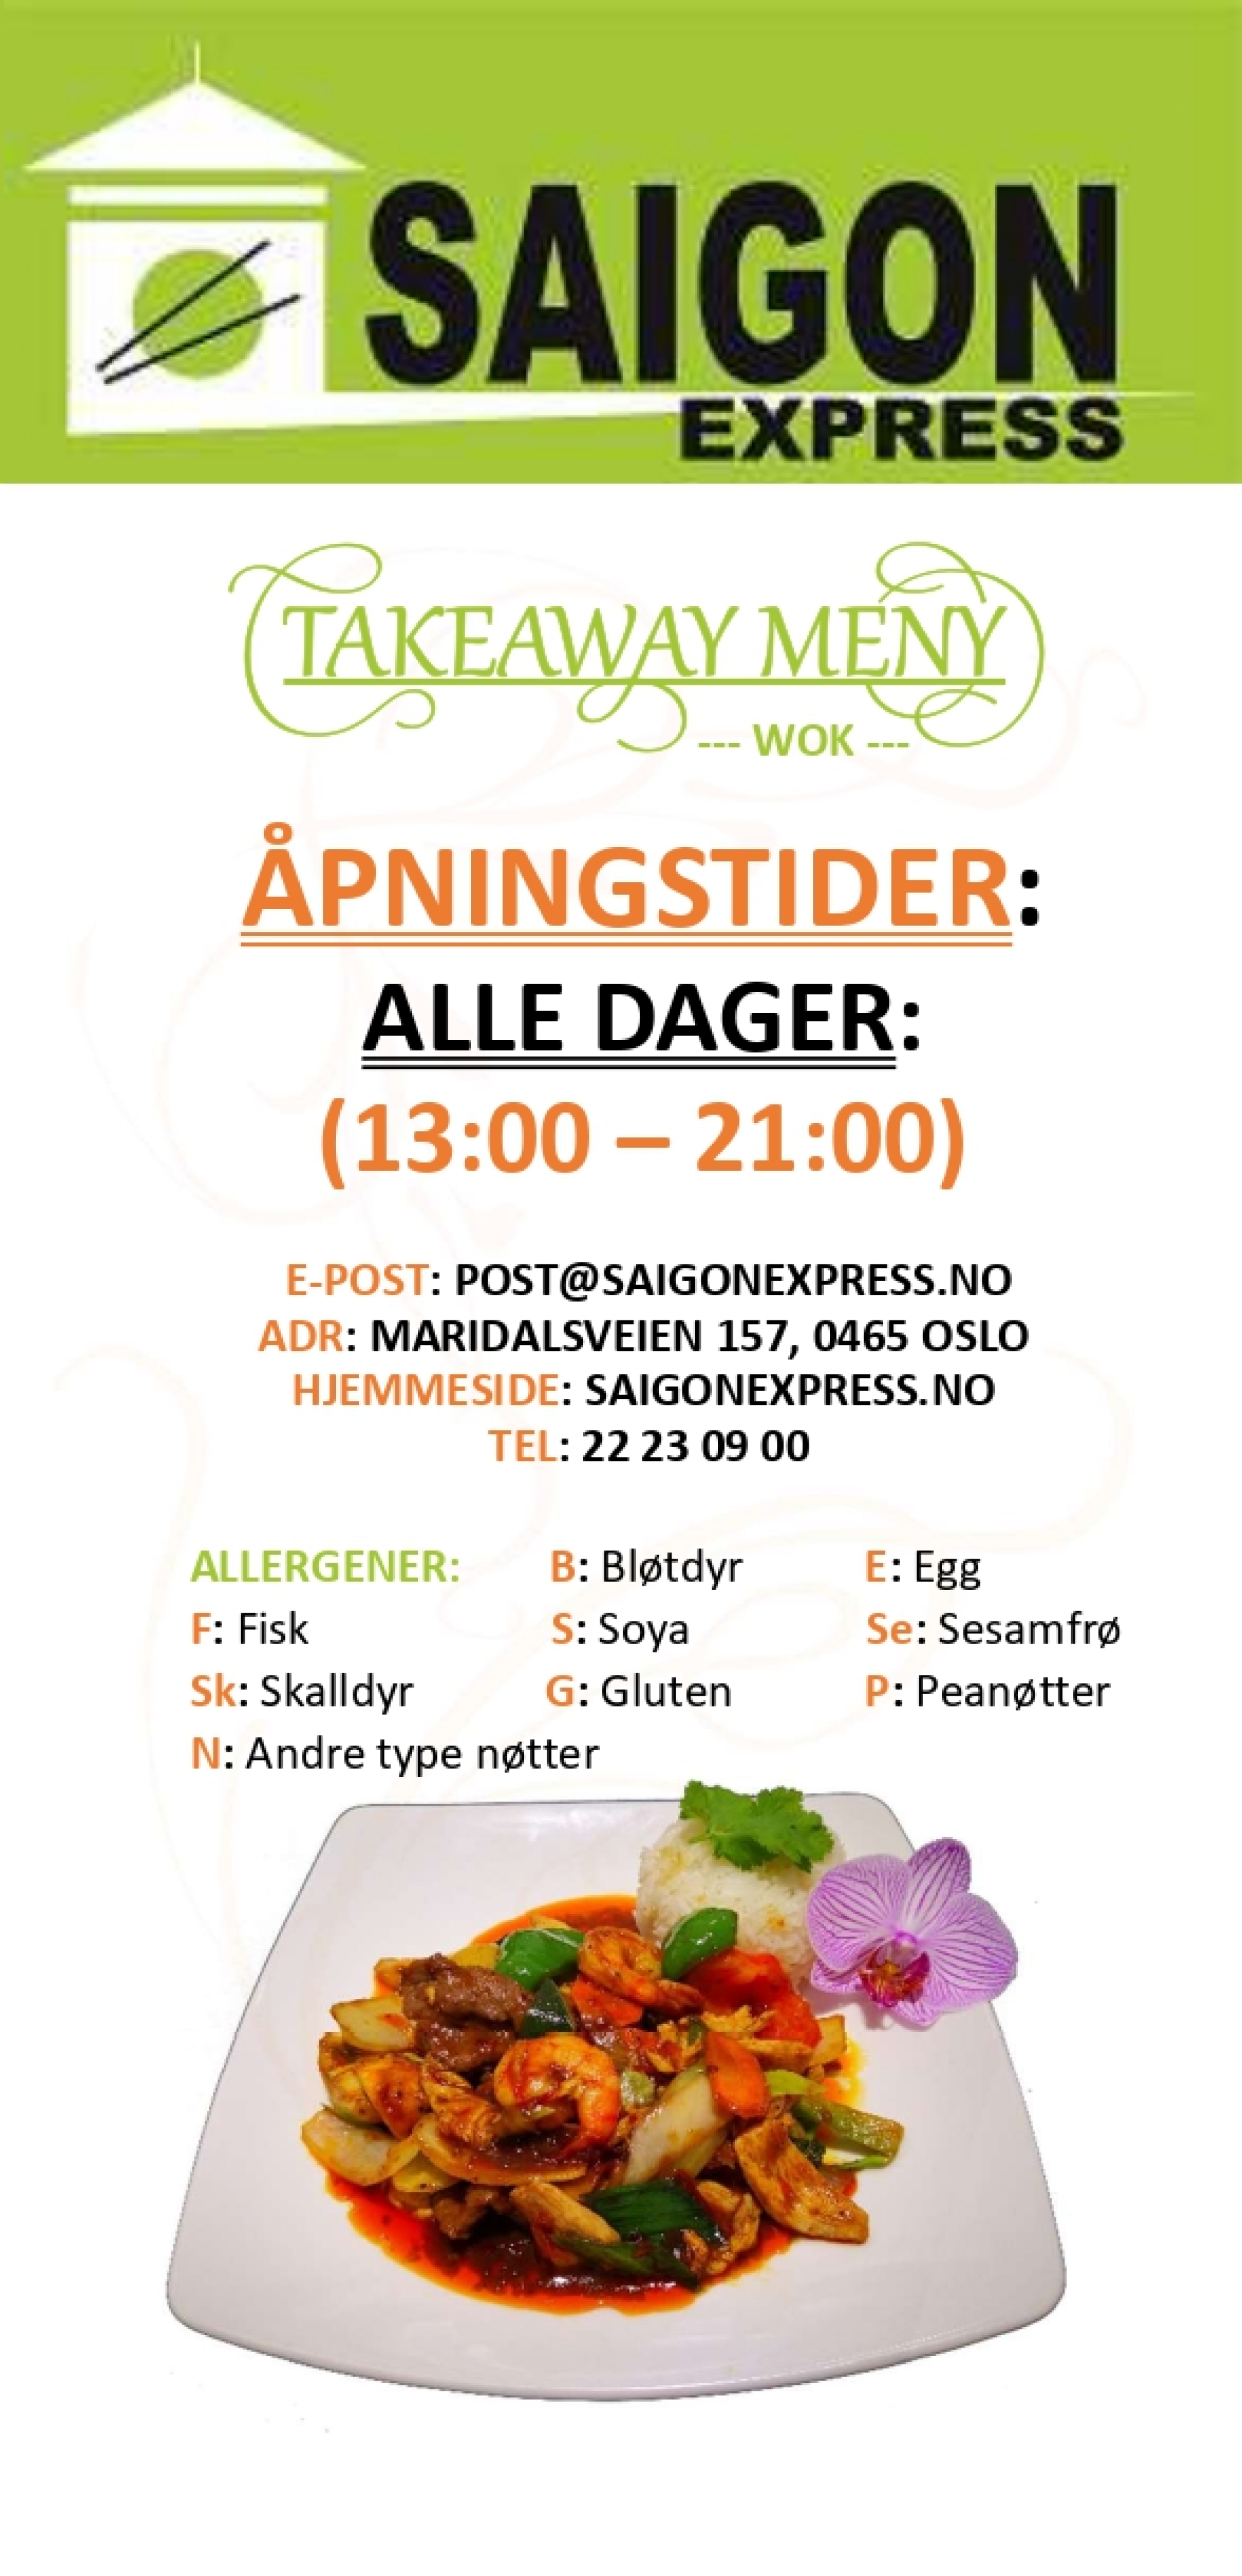 SAIGON
EXPRESS
TAKEAWAY MENY
--- WOK ---
ÅPNINGSTIDER:
ALLE DAGER:
(13:00 – 21:00)
E-POST: POST@SAIGONEXPRESS.NO
ADR: MARIDALSVEIEN 157, 0465 OSLO
HJEMMESIDE: SAIGONEXPRESS.NO
TEL: 22 23 09 00
ALLERGENER: B: Bløtdyr E: Egg
F: Fisk S: Soya Se: Sesamfrø
Sk: Skalldyr G: Gluten P: Peanøtter
N: Andre type nøtter